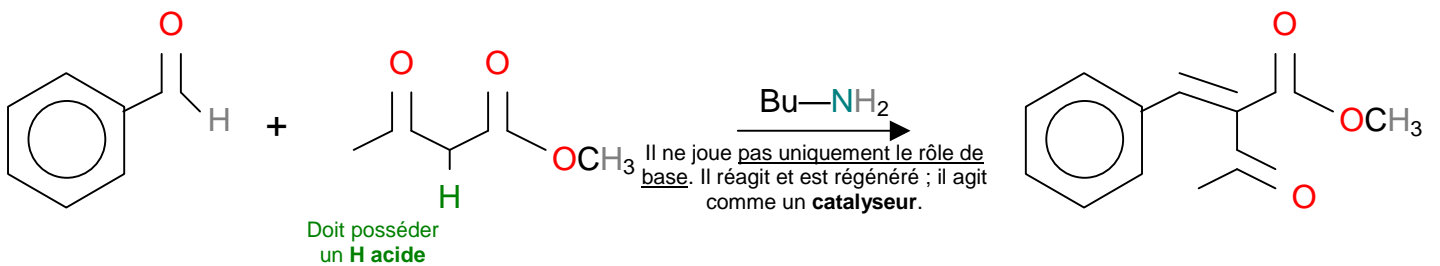 O
H
+
O O
OCH3
H
Doit posséder
un H acide
Bu—NH2
Il ne joue pas uniquement le rôle de
base. Il réagit et est régénéré ; il agit
comme un catalyseur.
O
OCH3
O